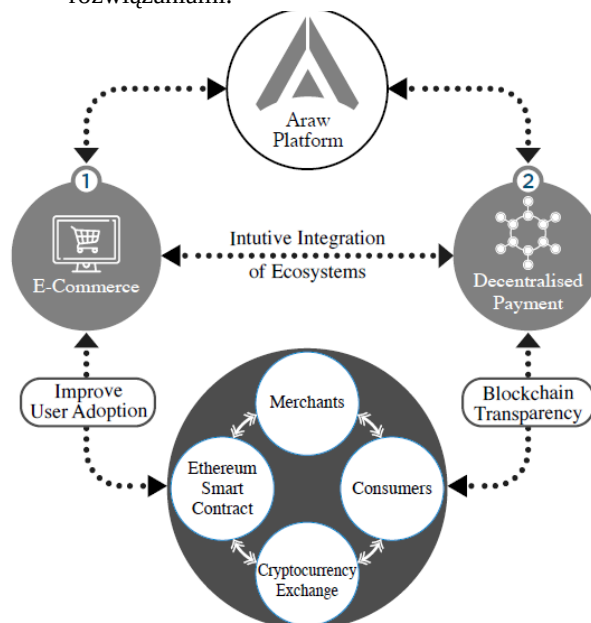 rozwiązaniami.
Araw
Platform
1
2
E-Commerce
Intutive Integration
of Ecosystems
Decentralised
Payment
Improve
User Adoption
Blockchain
Transparency
Merchants
Ethereum
Smart
Contract
Consumers
Cryptocurrency
Exchange